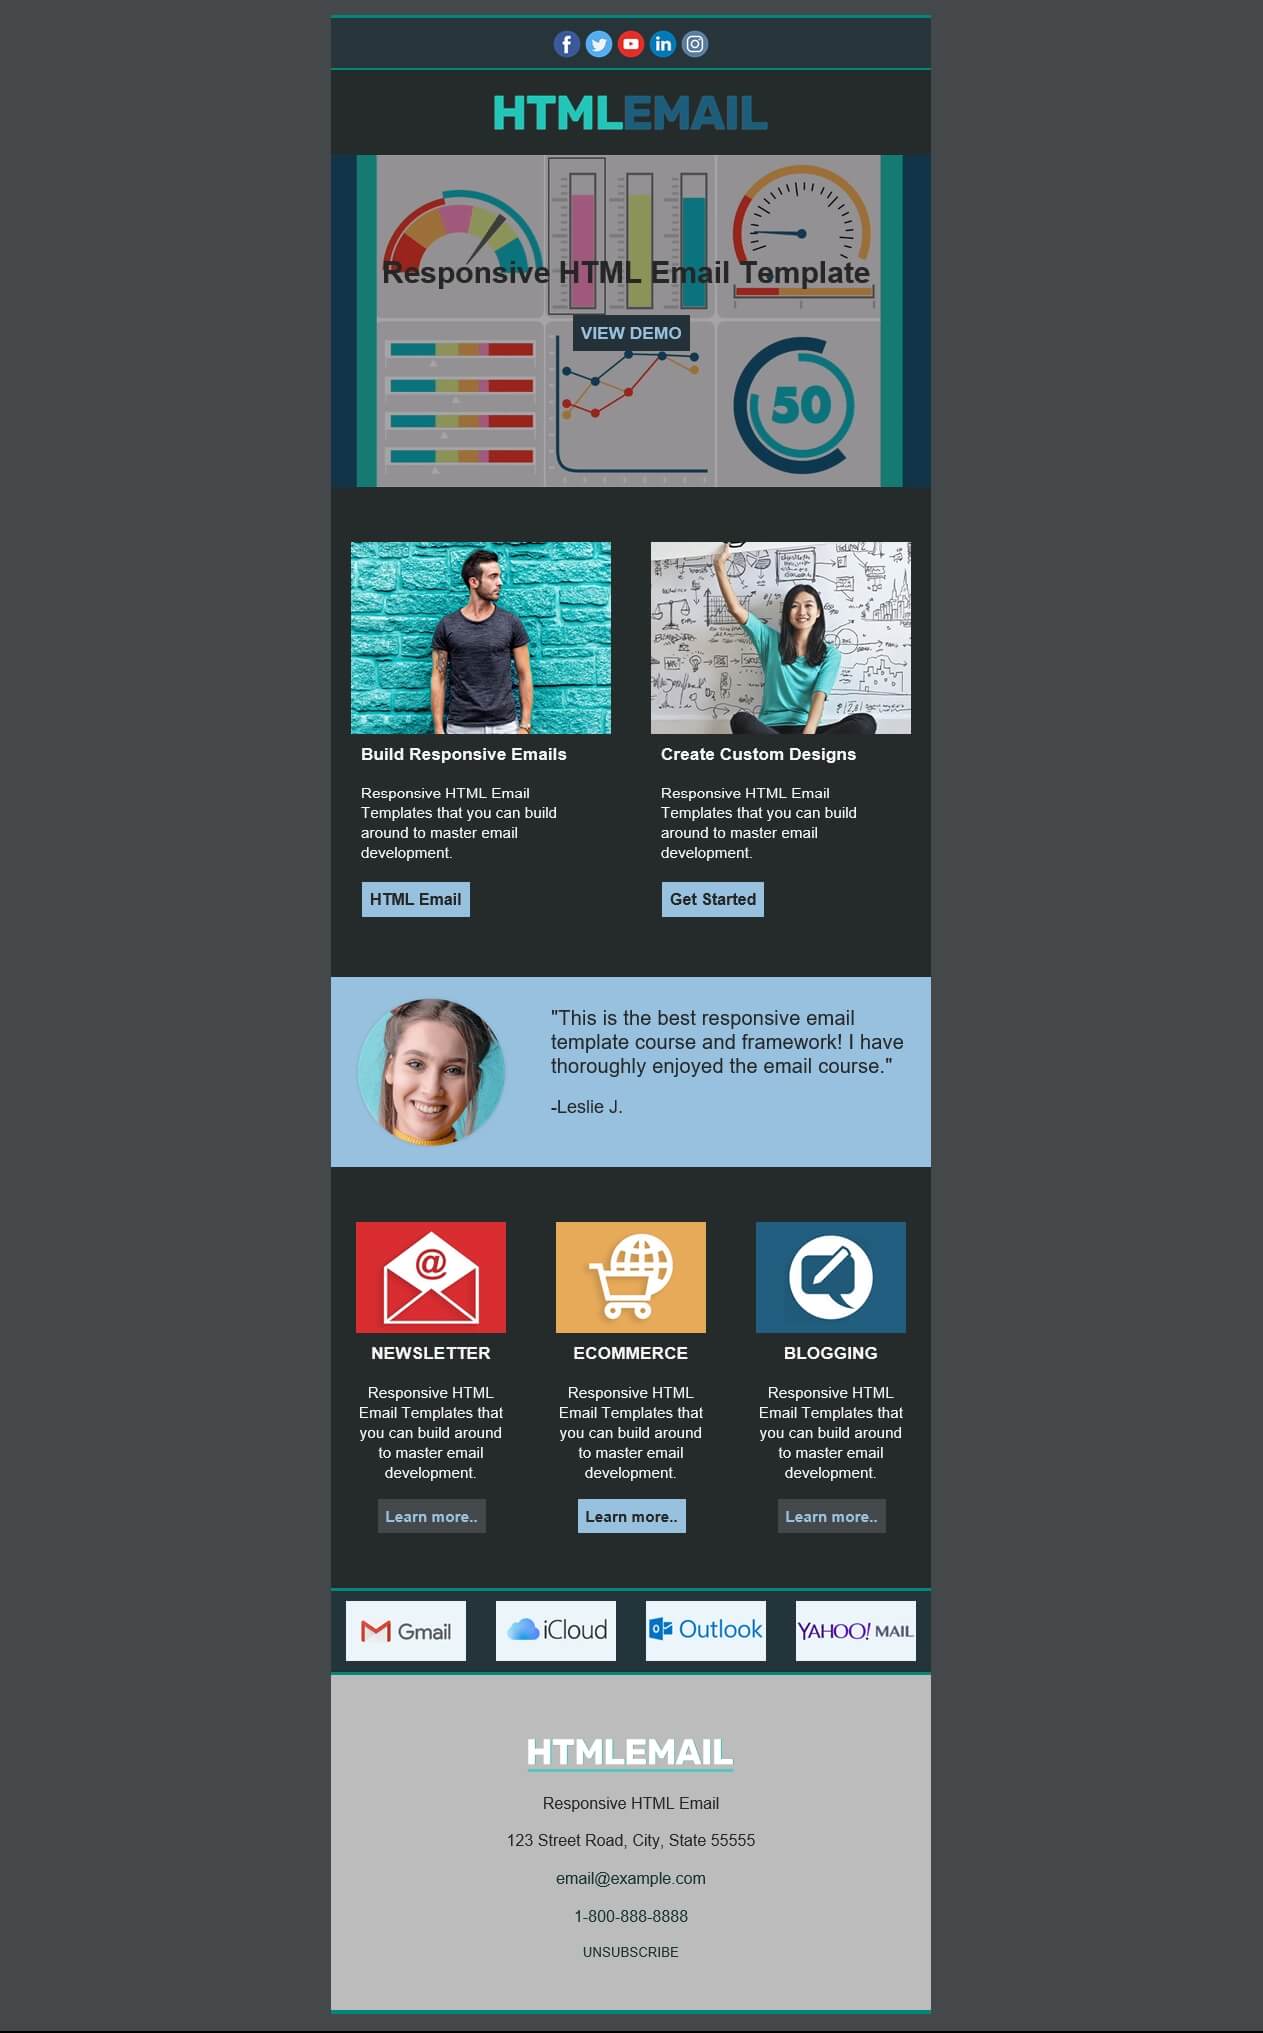 HTMLEMAIL
Responsive HTML Email Template
VIEW DEMO
50
Build Responsive Emails
Responsive HTML Email
Templates that you can build
around to master email
development.
HTML Email
Create Custom Designs
Responsive HTML Email
Templates that you can build
around to master email
development.
Get Started
"This is the best responsive email
template course and framework! I have
thoroughly enjoyed the email course."
-Leslie J.
NEWSLETTER
Responsive HTML
Email Templates that
you can build around
to master email
development.
Learn more..
ECOMMERCE
Responsive HTML
Email Templates that
you can build around
to master email
development.
Learn more..
BLOGGING
Responsive HTML
Email Templates that
you can build around
to master email
development.
Learn more..
Gmail
iCloud
Outlook
YAHOO! MAIL
HTMLEMAIL
Responsive HTML Email
123 Street Road, City, State 55555
email@example.com
1-800-888-8888
UNSUBSCRIBE